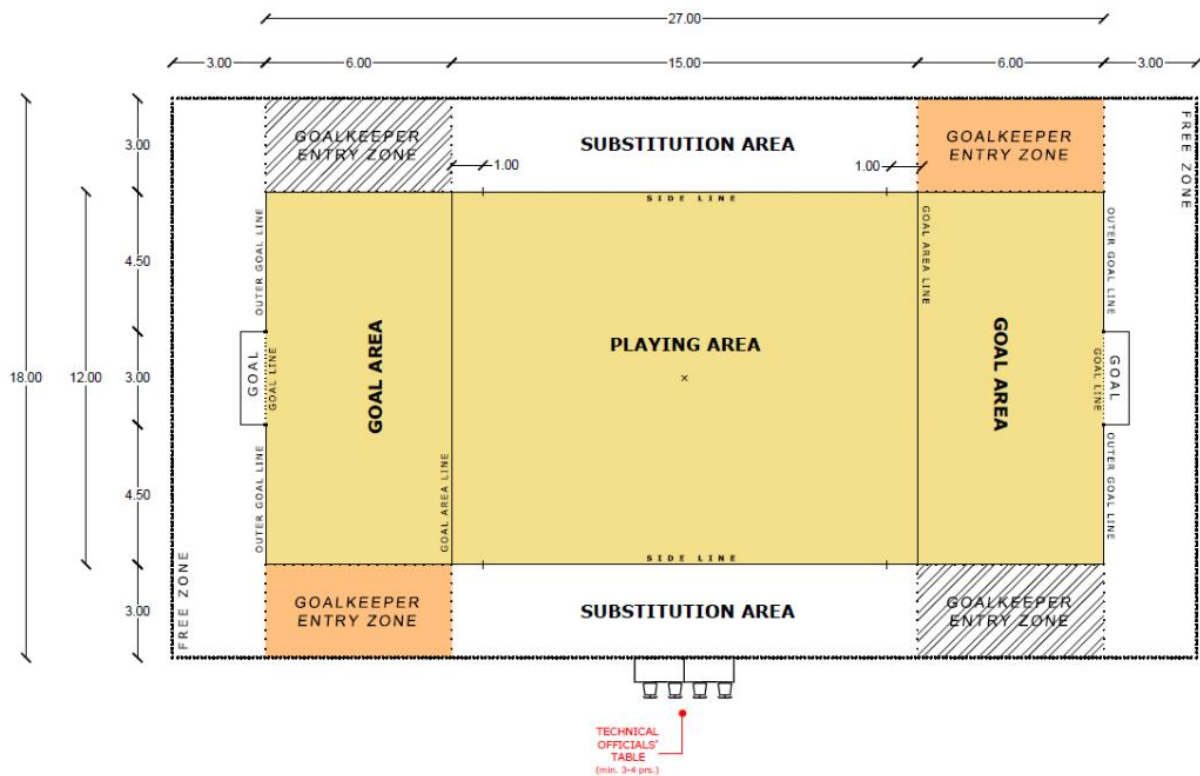 27.00
3.00
6.00
15.00
6.00
3.00
GOALKEEPER
ENTRY ZONE
SUBSTITUTION AREA
GOALKEEPER
ENTRY ZONE
FREE ZONE
3.00
1.00
1.00
SIDE LINE
OUTER GOAL LINE
GOAL AREA LINE
OUTER GOAL LINE
4.50
PLAYING AREA
GOAL AREA
GOAL AREA
18.00
12.00
3.00
GOAL
GOAL LINE
GOAL LINE
GOAL
OUTER GOAL LINE
GOAL AREA LINE
OUTER GOAL LINE
4.50
SIDE LINE
FREE ZONE
3.00
GOALKEEPER
ENTRY ZONE
SUBSTITUTION AREA
GOALKEEPER
ENTRY ZONE
TECHNICAL
OFFICIALS'
TABLE
(min. 3-4 prs.)